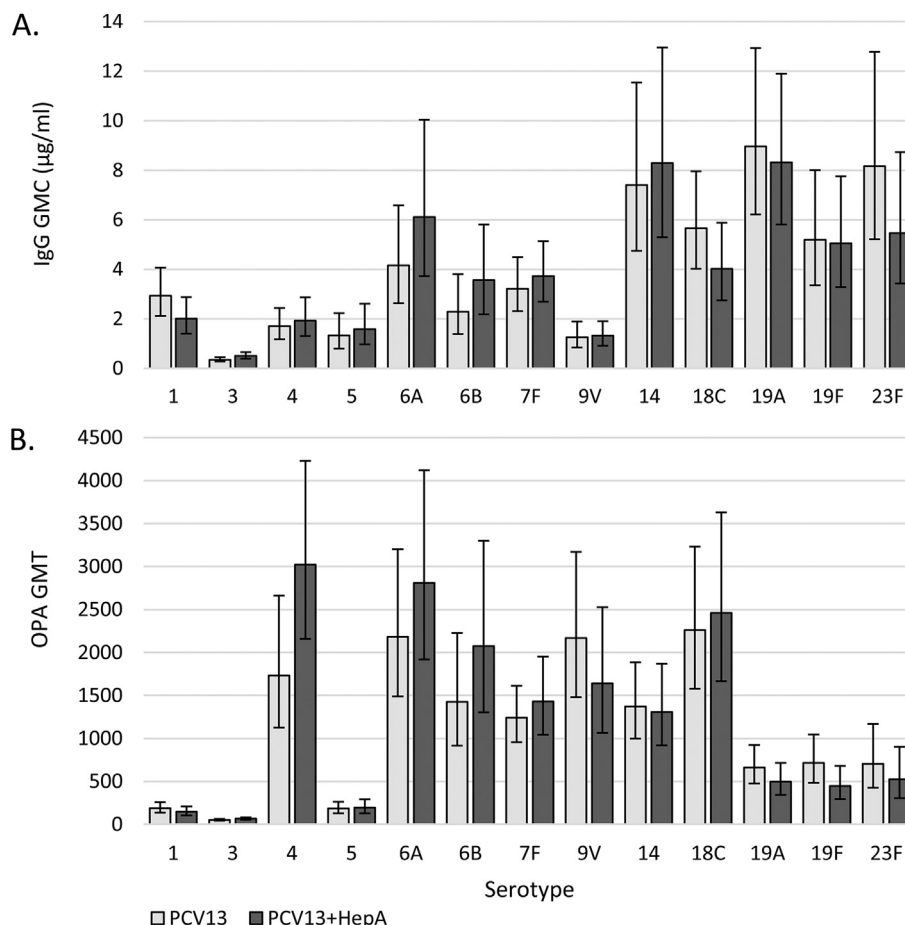 A.
14
12
10
8
6
4
2
0
IgG GMC (µg/ml)
1 3 4 5 6A 6B 7F 9V 14 18C 19A 19F 23F
B.
4500
4000
3500
3000
2500
2000
1500
1000
500
0
OPA GMT
1 3 4 5 6A 6B 7F 9V 14 18C 19A 19F 23F
Serotype
PCV13 PCV13+HepA